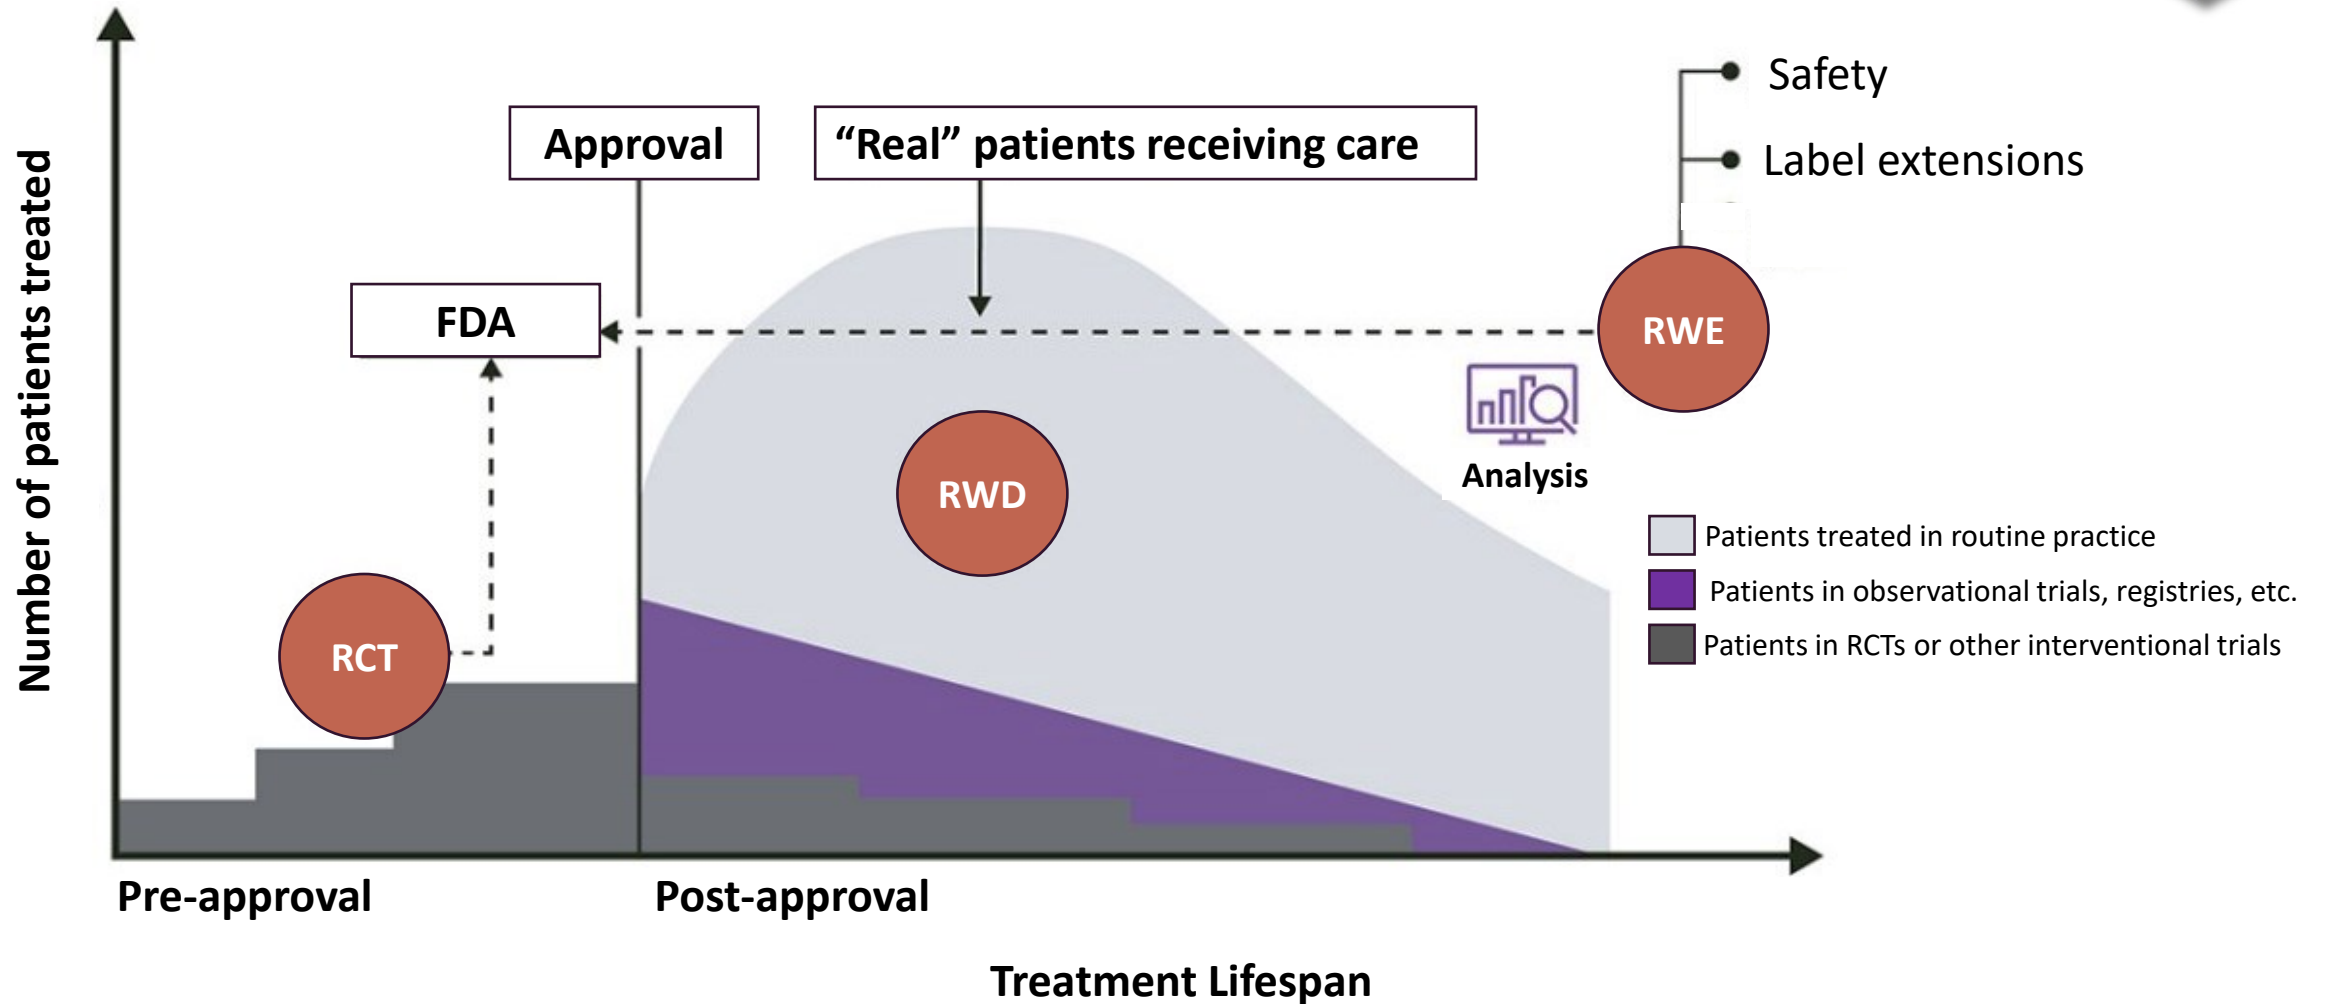 Number of patients treated
Approval
“Real” patients receiving care
Safety
Label extensions
FDA
RWE
Analysis
RWD
RCT
Patients treated in routine practice
Patients in observational trials, registries, etc.
Patients in RCTs or other interventional trials
Pre-approval
Post-approval
Treatment Lifespan